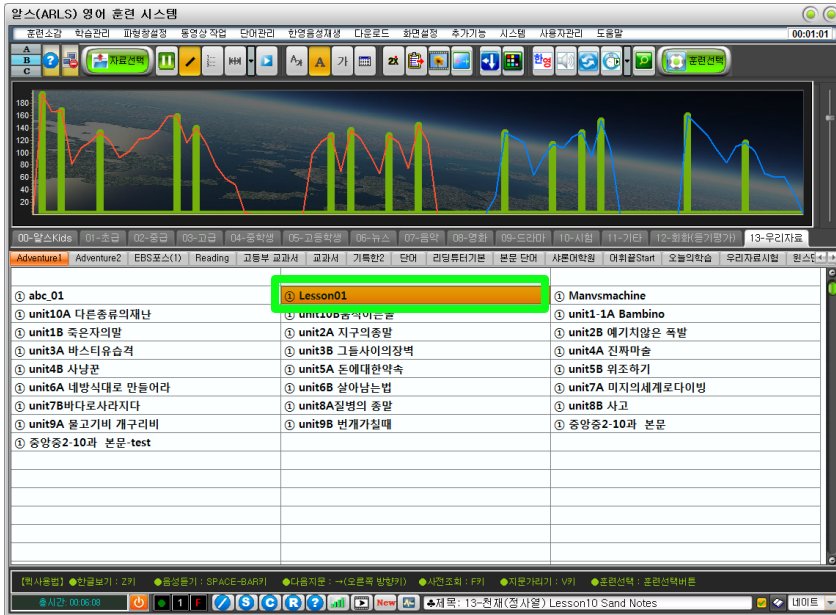 알스(ARLS) 영어 훈련 시스템
훈련소감 학습관리 파형창설정 동영상 작업 단어관리 한영음성재생 다운로드 화면설정 추가기능 시스템 사용자관리 도움말 00:01:01
A B C 자료선택 A 가 한영 훈련선택
180
160
140
120
100
80
60
40
20
00-알스Kids 01-초급 02-중급 03-고급 04-중학생 05-고등학생 06-뉴스 07-음악 08-영화 09-드라마 10-시험 11-기타 12-회화(듣기평가) 13-우리자료
Adventure1 Adventure2 EBS포스(1) Reading 고등부 교과서 교과서 기특한2 단어 리딩튜터기본 본문 단어 샤론어학원 어휘끝Start 오늘의학습 우리자료시험
① abc_01 ① Lesson01 ① Manvsmachine
① unit10A 다른종류의재난 ① unit10B움직이는돌 ① unit1-1A Bambino
① unit1B 죽은자의말 ① unit2A 지구의종말 ① unit2B 예기치않은 폭발
① unit3A 바스티유습격 ① unit3B 그들사이의장벽 ① unit4A 진짜마술
① unit4B 사냥꾼 ① unit5A 돈에대한약속 ① unit5B 위조하기
① unit6A 네방식대로 만들어라 ① unit6B 살아남는법 ① unit7A 미지의세계로다이빙
① unit7B바다로사라지다 ① unit8A질병의 종말 ① unit8B 사고
① unit9A 물고기비 개구리비 ① unit9B 번개가칠때 ① 중앙중2-10과 본문
① 중앙중2-10과 본문-test
【퀵사용법】 ●한글보기 : Z키 ●음성듣기 : SPACE-BAR키 ●다음지문 : →(오른쪽 방향키) ●사전조회 : F키 ●지문가리기 : V키 ●훈련선택 : 훈련선택버튼
총시간: 00:06:08 1 F S C R ? New ♣제목: 13-천재(정사열) Lesson10 Sand Notes 네이트